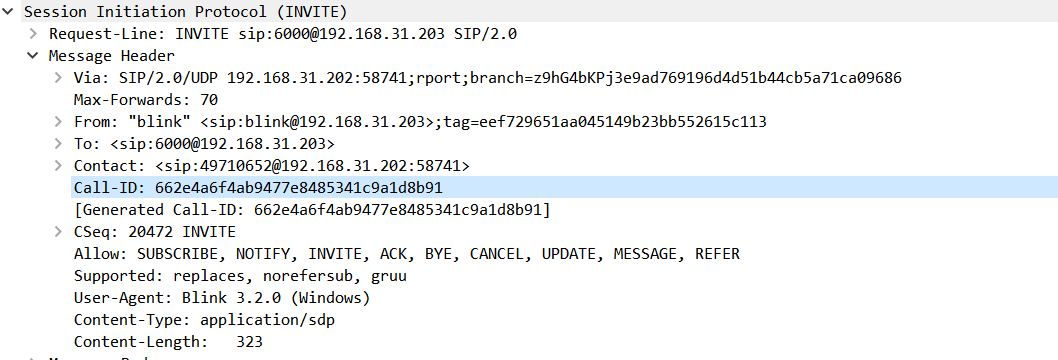 Session Initiation Protocol (INVITE)
Request-Line: INVITE sip:6000@192.168.31.203 SIP/2.0
Message Header
Via: SIP/2.0/UDP 192.168.31.202:58741;rport;branch=z9hG4bKPj3e9ad769196d4d51b44cb5a71ca09686
Max-Forwards: 70
From: "blink" <sip:blink@192.168.31.203>;tag=eef729651aa045149b23bb552615c113
To: <sip:6000@192.168.31.203>
Contact: <sip:49710652@192.168.31.202:58741>
Call-ID: 662e4a6f4ab9477e8485341c9a1d8b91
[Generated Call-ID: 662e4a6f4ab9477e8485341c9a1d8b91]
CSeq: 20472 INVITE
Allow: SUBSCRIBE, NOTIFY, INVITE, ACK, BYE, CANCEL, UPDATE, MESSAGE, REFER
Supported: replaces, norefersub, gruu
User-Agent: Blink 3.2.0 (Windows)
Content-Type: application/sdp
Content-Length:   323